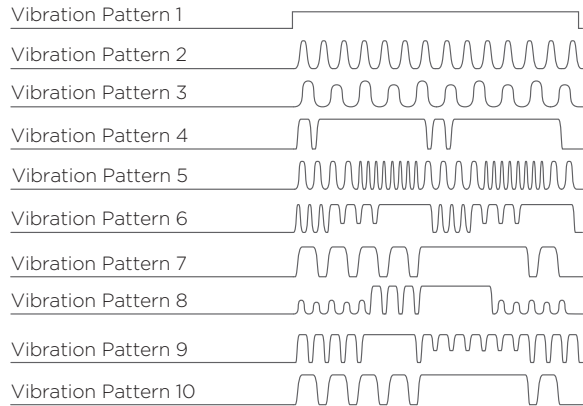 Vibration Pattern 1
Vibration Pattern 2
Vibration Pattern 3
Vibration Pattern 4
Vibration Pattern 5
Vibration Pattern 6
Vibration Pattern 7
Vibration Pattern 8
Vibration Pattern 9
Vibration Pattern 10